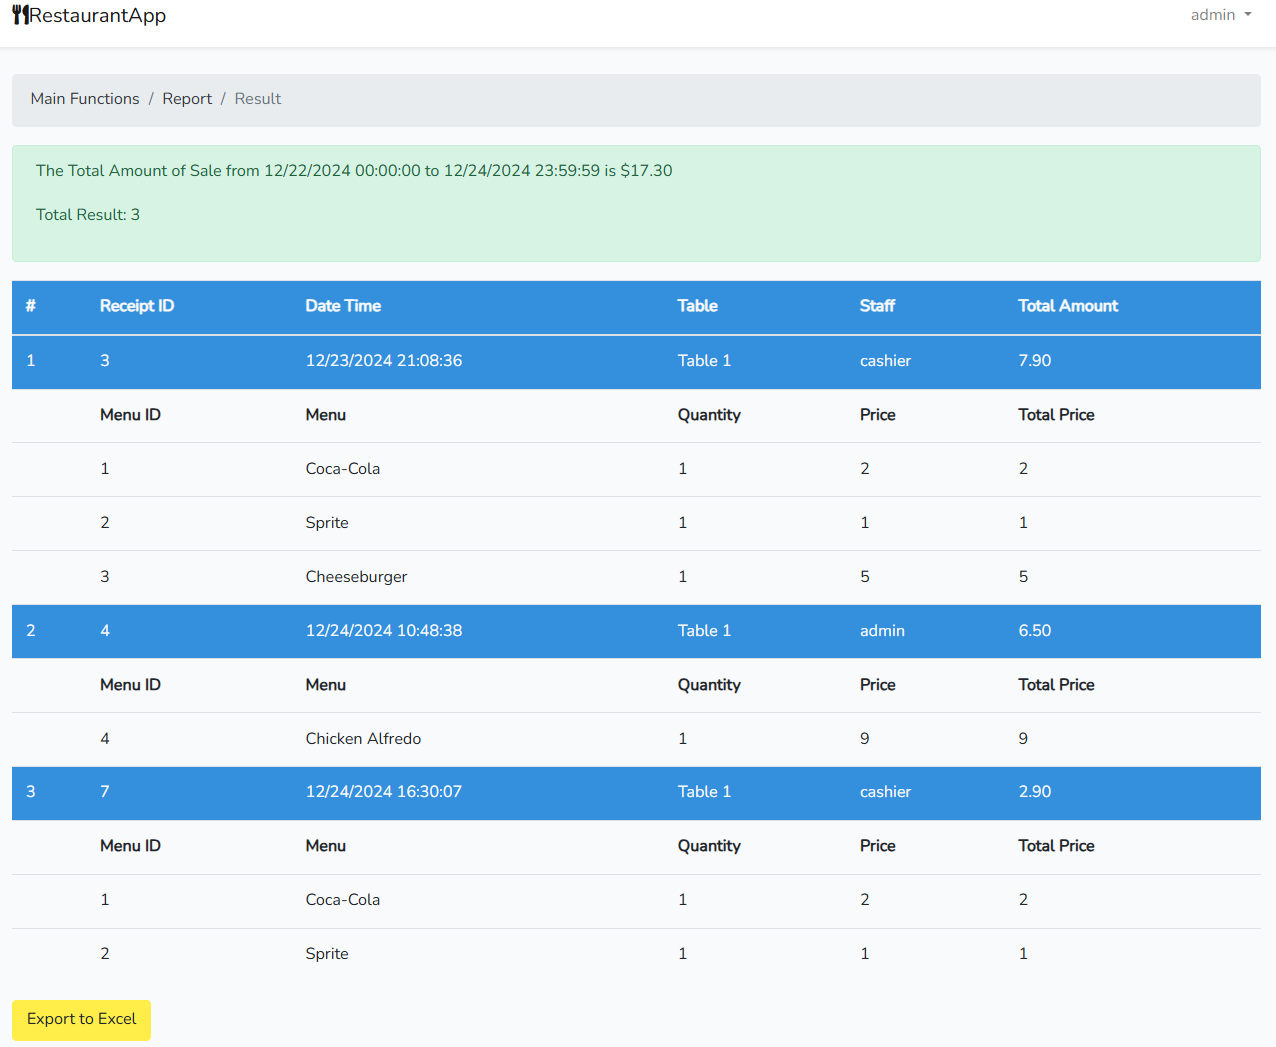 RestaurantApp
admin
Main Functions / Report / Result
The Total Amount of Sale from 12/22/2024 00:00:00 to 12/24/2024 23:59:59 is $17.30
Total Result: 3
# Receipt ID Date Time Table Staff Total Amount
1 3 12/23/2024 21:08:36 Table 1 cashier 7.90
Menu ID Menu Quantity Price Total Price
1 Coca-Cola 1 2 2
2 Sprite 1 1 1
3 Cheeseburger 1 5 5
2 4 12/24/2024 10:48:38 Table 1 admin 6.50
Menu ID Menu Quantity Price Total Price
4 Chicken Alfredo 1 9 9
3 7 12/24/2024 16:30:07 Table 1 cashier 2.90
Menu ID Menu Quantity Price Total Price
1 Coca-Cola 1 2 2
2 Sprite 1 1 1
Export to Excel